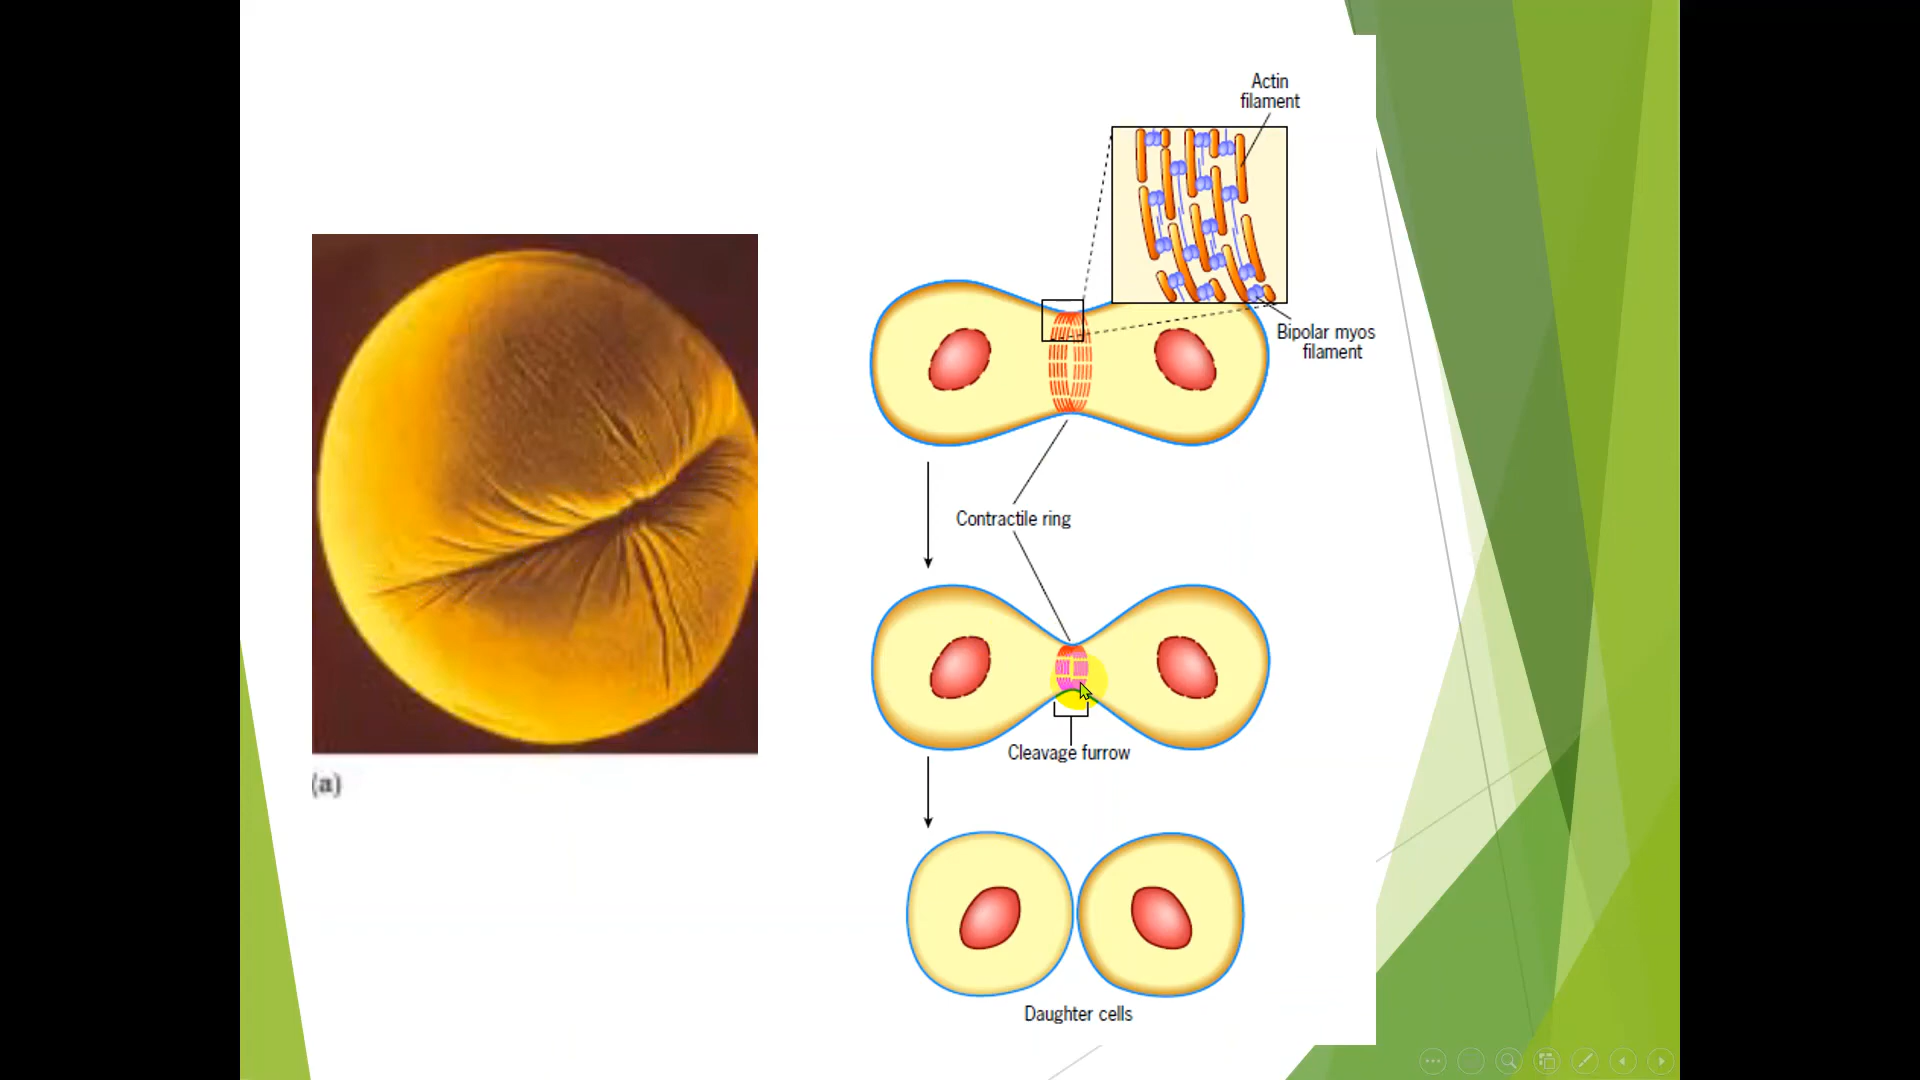 Actin
filament
Bipolar myos
filament
Contractile ring
Cleavage furrow
(a)
Daughter cells